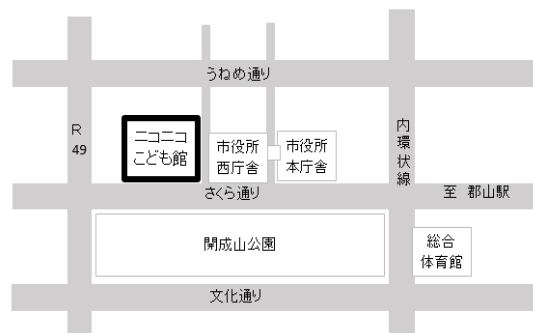 うねめ通り
R
49
ニコニコ
こども館
市役所
西庁舎
市役所
本庁舎
内環状線
さくら通り
至 郡山駅
開成山公園
総合
体育館
文化通り